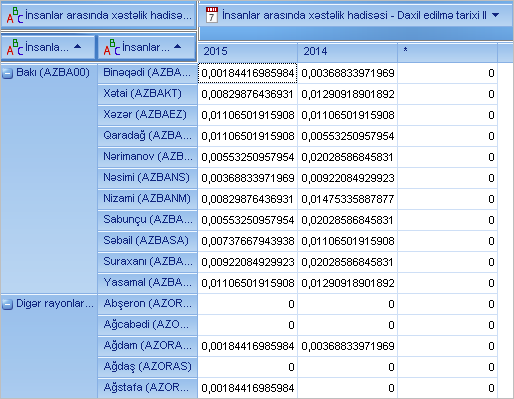 İnsanlar arasında xəstəlik hadisə... İnsanlar arasında xəstəlik hadisəsi - Daxil edilmə tarixi II
İnsanla... İnsanlar...
2015 2014 *
Bakı (AZBA00) Binəqədi (AZBA... 0,00184416985984 0,00368833971969 0
Xətai (AZBAKT) 0,00829876436931 0,01290918901892 0
Xəzər (AZBAEZ) 0,01106501915908 0,01106501915908 0
Qaradağ (AZBA... 0,01106501915908 0,00553250957954 0
Nərimanov (AZB... 0,00553250957954 0,02028586845831 0
Nəsimi (AZBANS) 0,00368833971969 0,00922084929923 0
Nizami (AZBANM) 0,00829876436931 0,01475335887877 0
Sabunçu (AZBA... 0,00553250957954 0,02028586845831 0
Səbail (AZBASA) 0,00737667943938 0,01106501915908 0
Suraxanı (AZBA... 0,00922084929923 0,02028586845831 0
Yasamal (AZBA... 0,01106501915908 0,01290918901892 0
Digər rayonlar... Abşeron (AZOR... 0 0 0
Ağcabədi (AZO... 0 0 0
Ağdam (AZORA... 0,00184416985984 0,00368833971969 0
Ağdaş (AZORAS) 0 0 0
Ağstafa (AZOR... 0,00184416985984 0 0